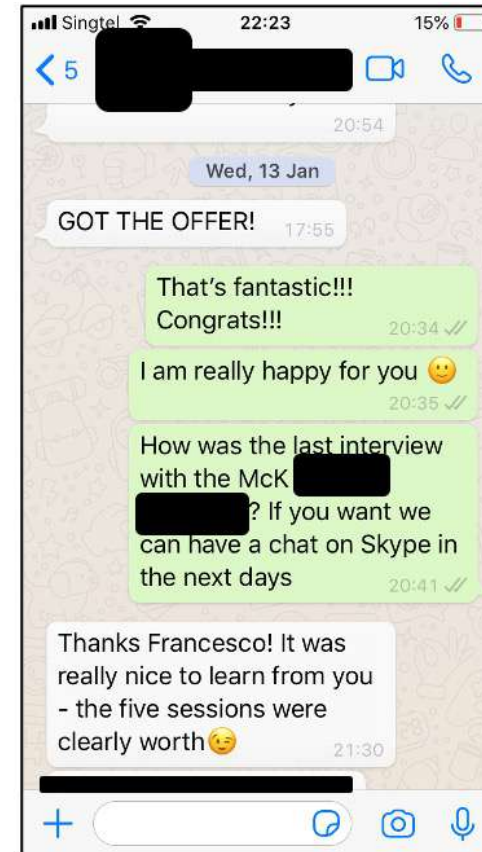 Singtel 22:23 15%
5
20:54
Wed, 13 Jan
GOT THE OFFER! 17:55
That's fantastic!!!
Congrats!!! 20:34
I am really happy for you 🙂
20:35
How was the last interview
with the McK
? If you want we
can have a chat on Skype in
the next days 20:41
Thanks Francesco! It was
really nice to learn from you
- the five sessions were
clearly worth😉 21:30